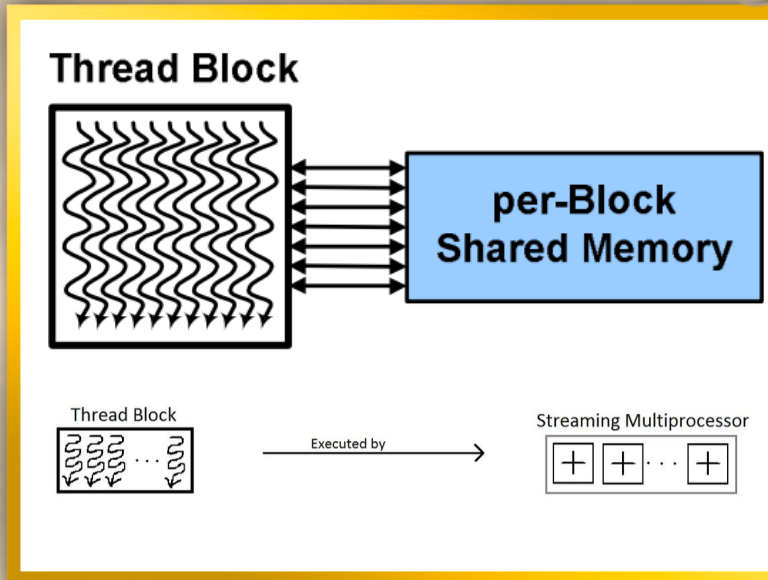 Thread Block
per-Block
Shared Memory
Thread Block
Executed by
Streaming Multiprocessor